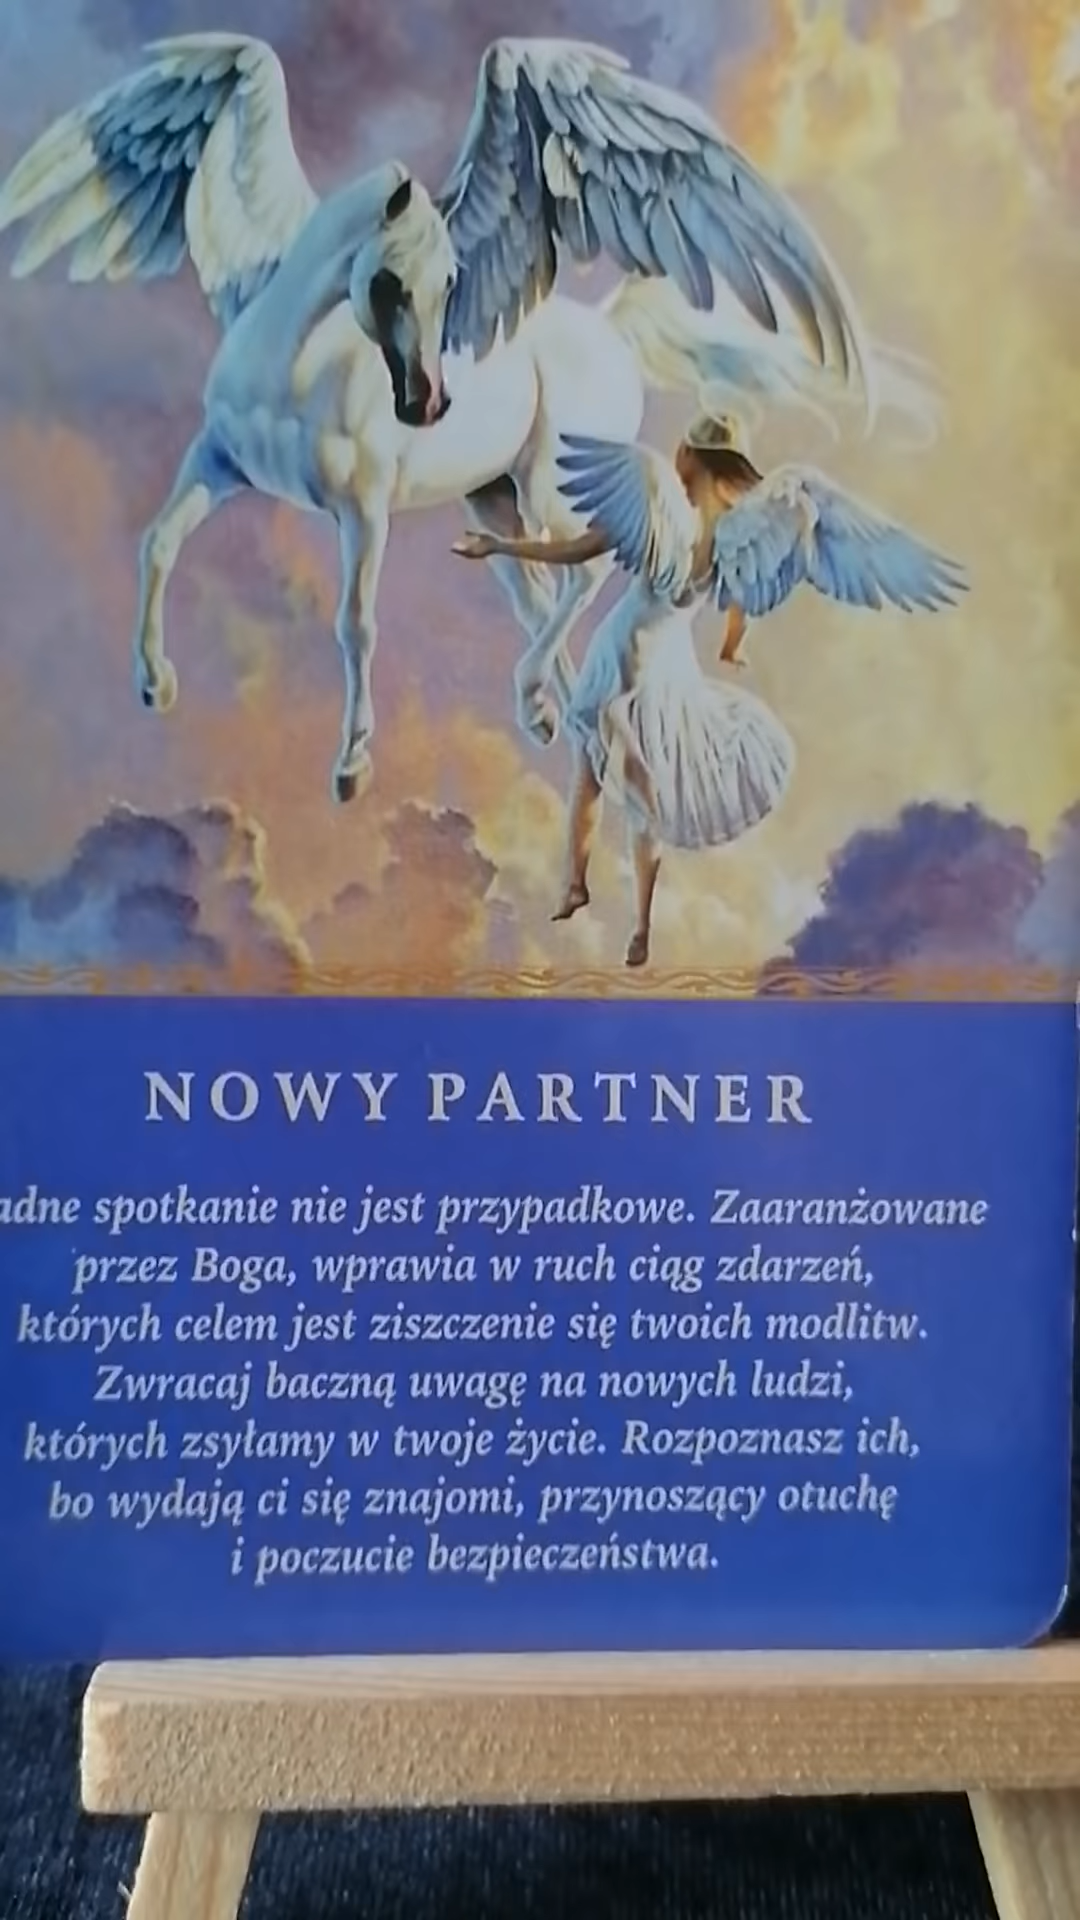 NOWY PARTNER
adne spotkanie nie jest przypadkowe. Zaaranżowane
przez Boga, wprawia w ruch ciąg zdarzeń,
których celem jest ziszczenie się twoich modlitw.
Zwracaj baczną uwagę na nowych ludzi,
których zsyłamy w twoje życie. Rozpoznasz ich,
bo wydają ci się znajomi, przynoszący otuchę
i poczucie bezpieczeństwa.